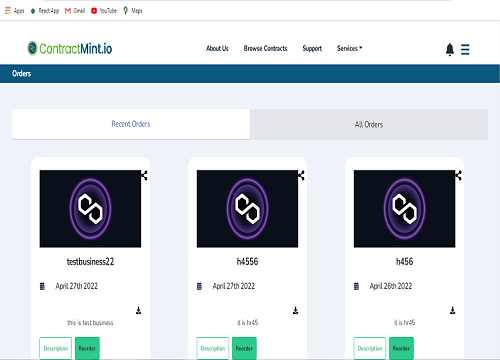 Apps React App Gmail YouTube Maps
ContractMint.io About Us Browse Contracts Support Services
Orders
Recent Orders All Orders
testbusiness22 h4556 h456
April 27th 2022 April 27th 2022 April 26th 2022
this is test business it is hr45 it is hr45
Description Reorder Description Reorder Description Reorder